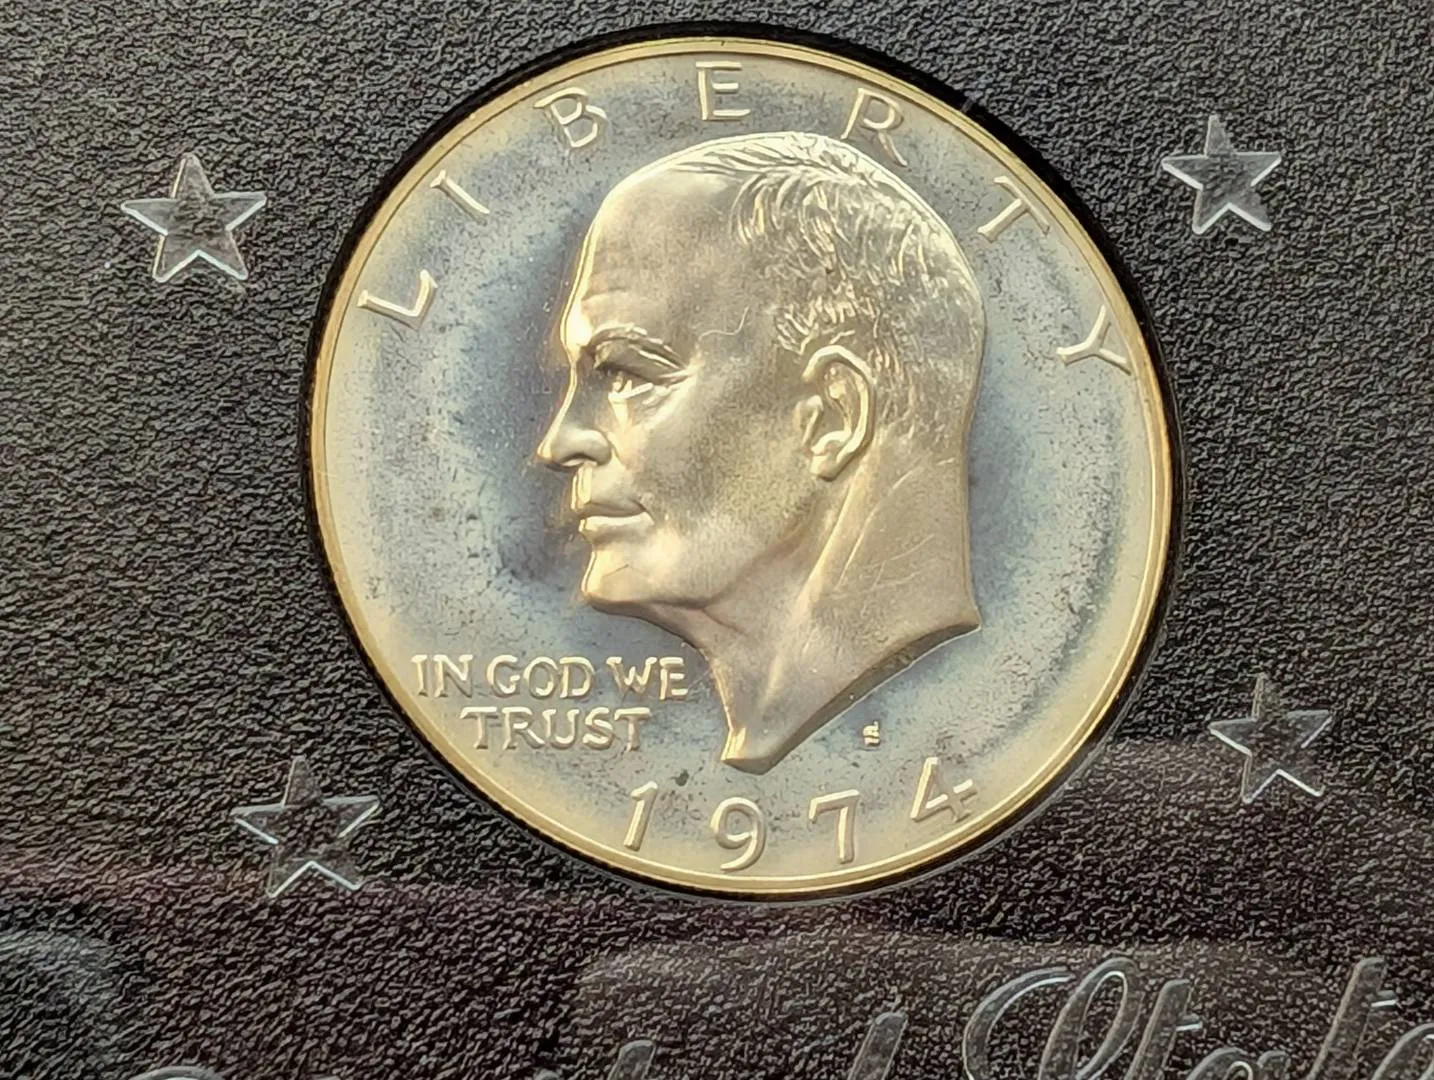 LIBERTY
IN GOD WE
TRUST
S
1974